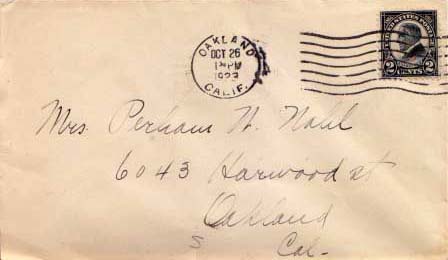 OAKLAND
OCT 26
1 PM
1923
CALIF.
UNITED STATES POSTAGE
2 CENTS 2
Mrs. Perham W. Nahl
6043 Harwood st
Oakland
Cal-